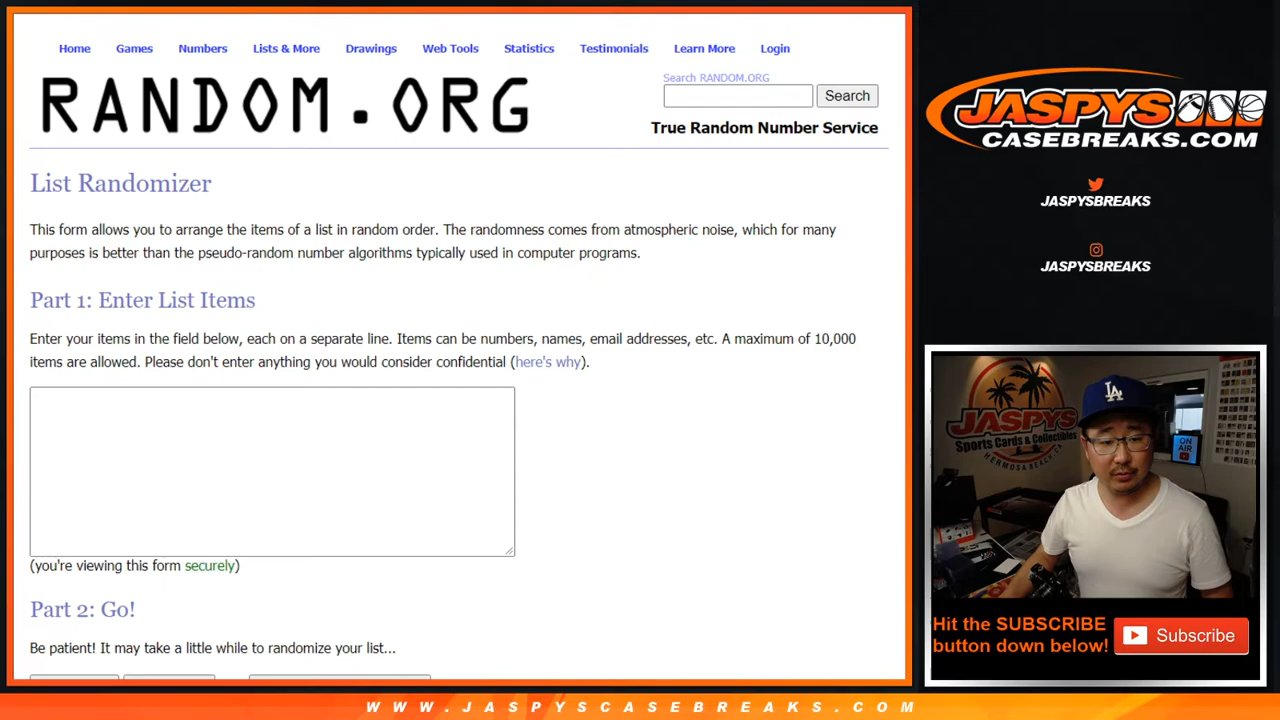 Home Games Numbers Lists & More Drawings Web Tools Statistics Testimonials Learn More Login
RANDOM.ORG
Search RANDOM.ORG
Search
True Random Number Service
List Randomizer
This form allows you to arrange the items of a list in random order. The randomness comes from atmospheric noise, which for many
purposes is better than the pseudo-random number algorithms typically used in computer programs.
Part 1: Enter List Items
Enter your items in the field below, each on a separate line. Items can be numbers, names, email addresses, etc. A maximum of 10,000
items are allowed. Please don't enter anything you would consider confidential (here's why).
(you're viewing this form securely)
Part 2: Go!
Be patient! It may take a little while to randomize your list...
JASPYS
CASEBREAKS.COM
JASPYSBREAKS
JASPYSBREAKS
JASPYS
Sports Cards & Collectibles
HERMOSA BEACH, CA
LA
ON
AIR
Hit the SUBSCRIBE
button down below!
Subscribe
WWW.JASPYSCASEBREAKS.COM